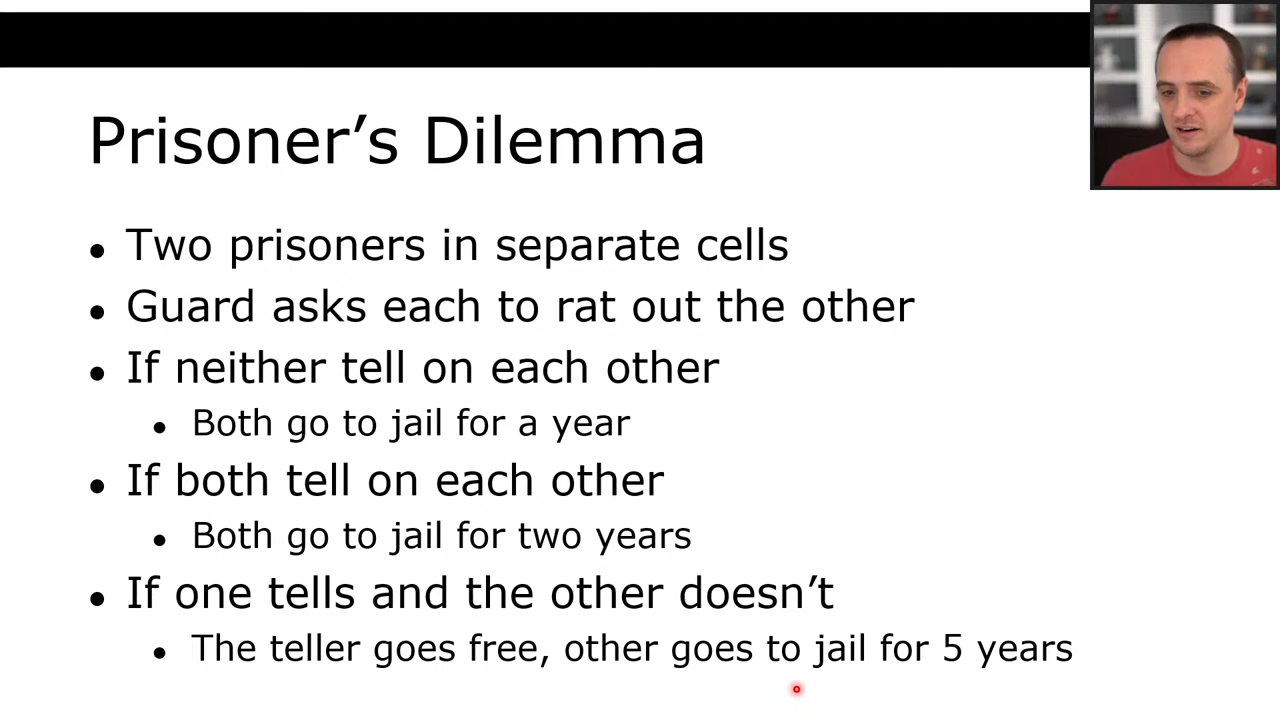 Prisoner’s Dilemma
Two prisoners in separate cells
Guard asks each to rat out the other
If neither tell on each other
Both go to jail for a year
If both tell on each other
Both go to jail for two years
If one tells and the other doesn’t
The teller goes free, other goes to jail for 5 years